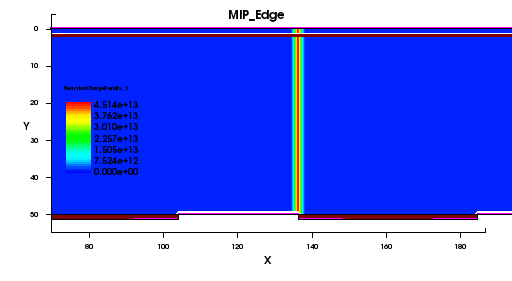 MIP_Edge
0
10
20
30
40
50
Y
HeavyIonChargeDensity_1
4.514e+13
3.762e+13
3.010e+13
2.257e+13
1.505e+13
7.524e+12
0.000e+00
80
100
120
140
160
180
X